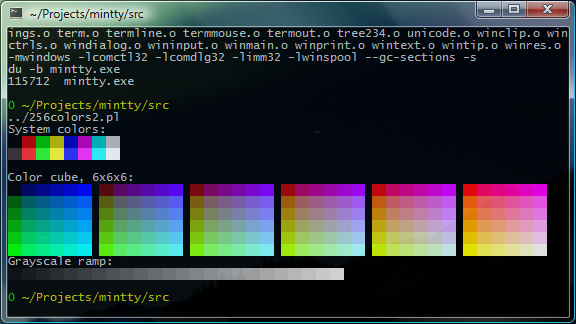 ~/Projects/mintty/src
ings.o term.o termline.o termmouse.o termout.o tree234.o unicode.o winclip.o win
ctrls.o windialog.o wininput.o winmain.o winprint.o wintext.o wintip.o winres.o
-mwindows -lcomctl32 -lcomdlg32 -limm32 -lwinspool --gc-sections -s
du -b mintty.exe
115712  mintty.exe
0 ~/Projects/mintty/src
../256colors2.pl
System colors:
Color cube, 6x6x6:
Grayscale ramp:
0 ~/Projects/mintty/src